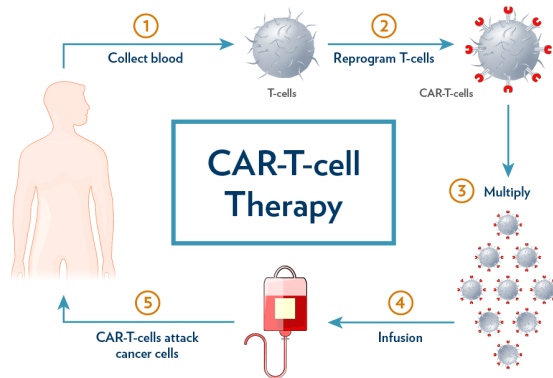 1
Collect blood
T-cells
2
Reprogram T-cells
CAR-T-cells
CAR-T-cell
Therapy
3
Multiply
4
Infusion
5
CAR-T-cells attack
cancer cells